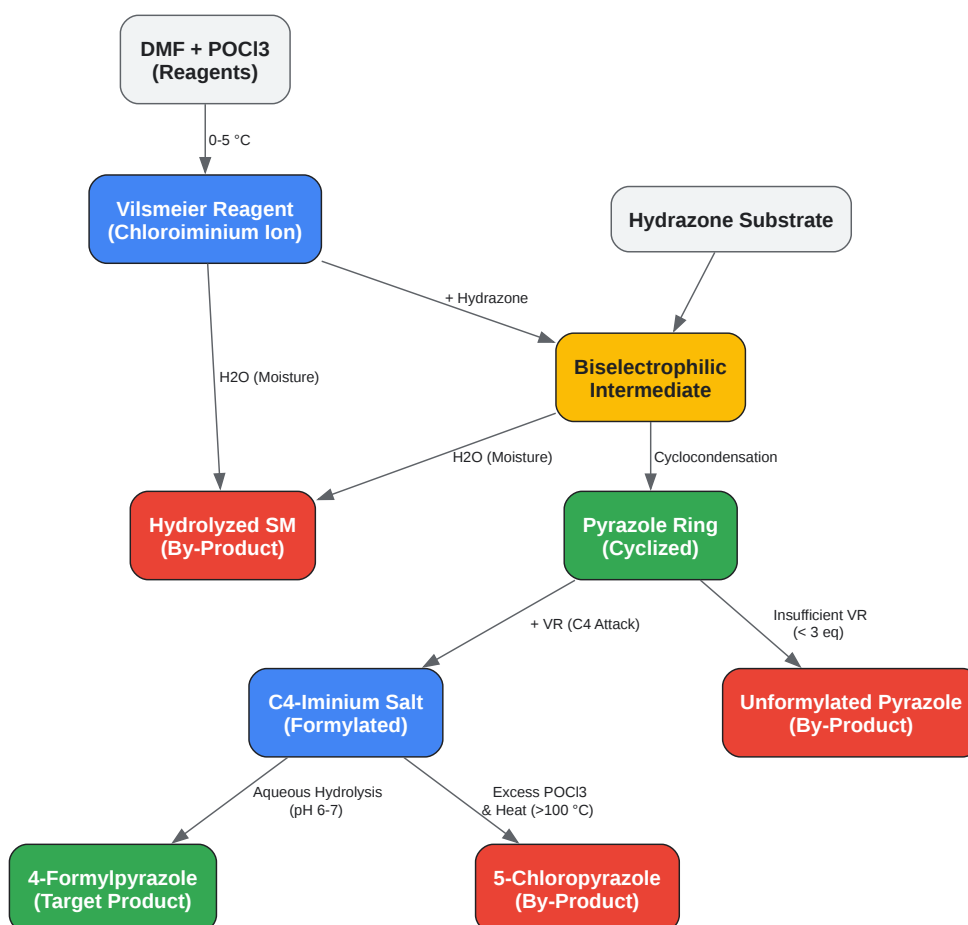 DMF + POCl3
(Reagents)
0-5 °C
Vilsmeier Reagent
(Chloroiminium Ion)
Hydrazone Substrate
+ Hydrazone
Biselectrophilic
Intermediate
H2O (Moisture)
H2O (Moisture)
Cyclocondensation
Hydrolyzed SM
(By-Product)
Pyrazole Ring
(Cyclized)
+ VR (C4 Attack)
Insufficient VR
(< 3 eq)
C4-Iminium Salt
(Formylated)
Unformylated Pyrazole
(By-Product)
Aqueous Hydrolysis
(pH 6-7)
Excess POCl3
& Heat (>100 °C)
4-Formylpyrazole
(Target Product)
5-Chloropyrazole
(By-Product)